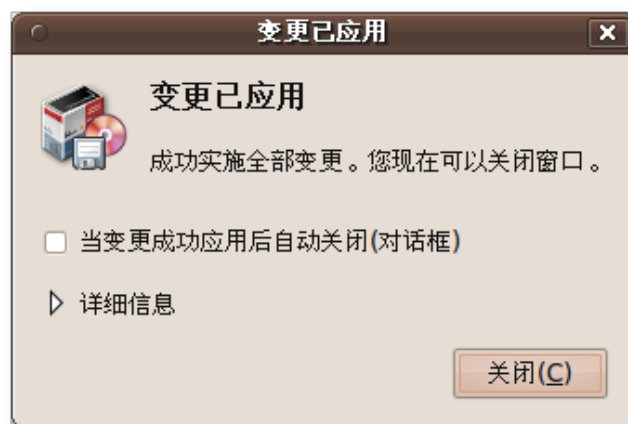 变更已应用
变更已应用
成功实施全部变更。您现在可以关闭窗口。
当变更成功应用后自动关闭(对话框)
详细信息
关闭(C)